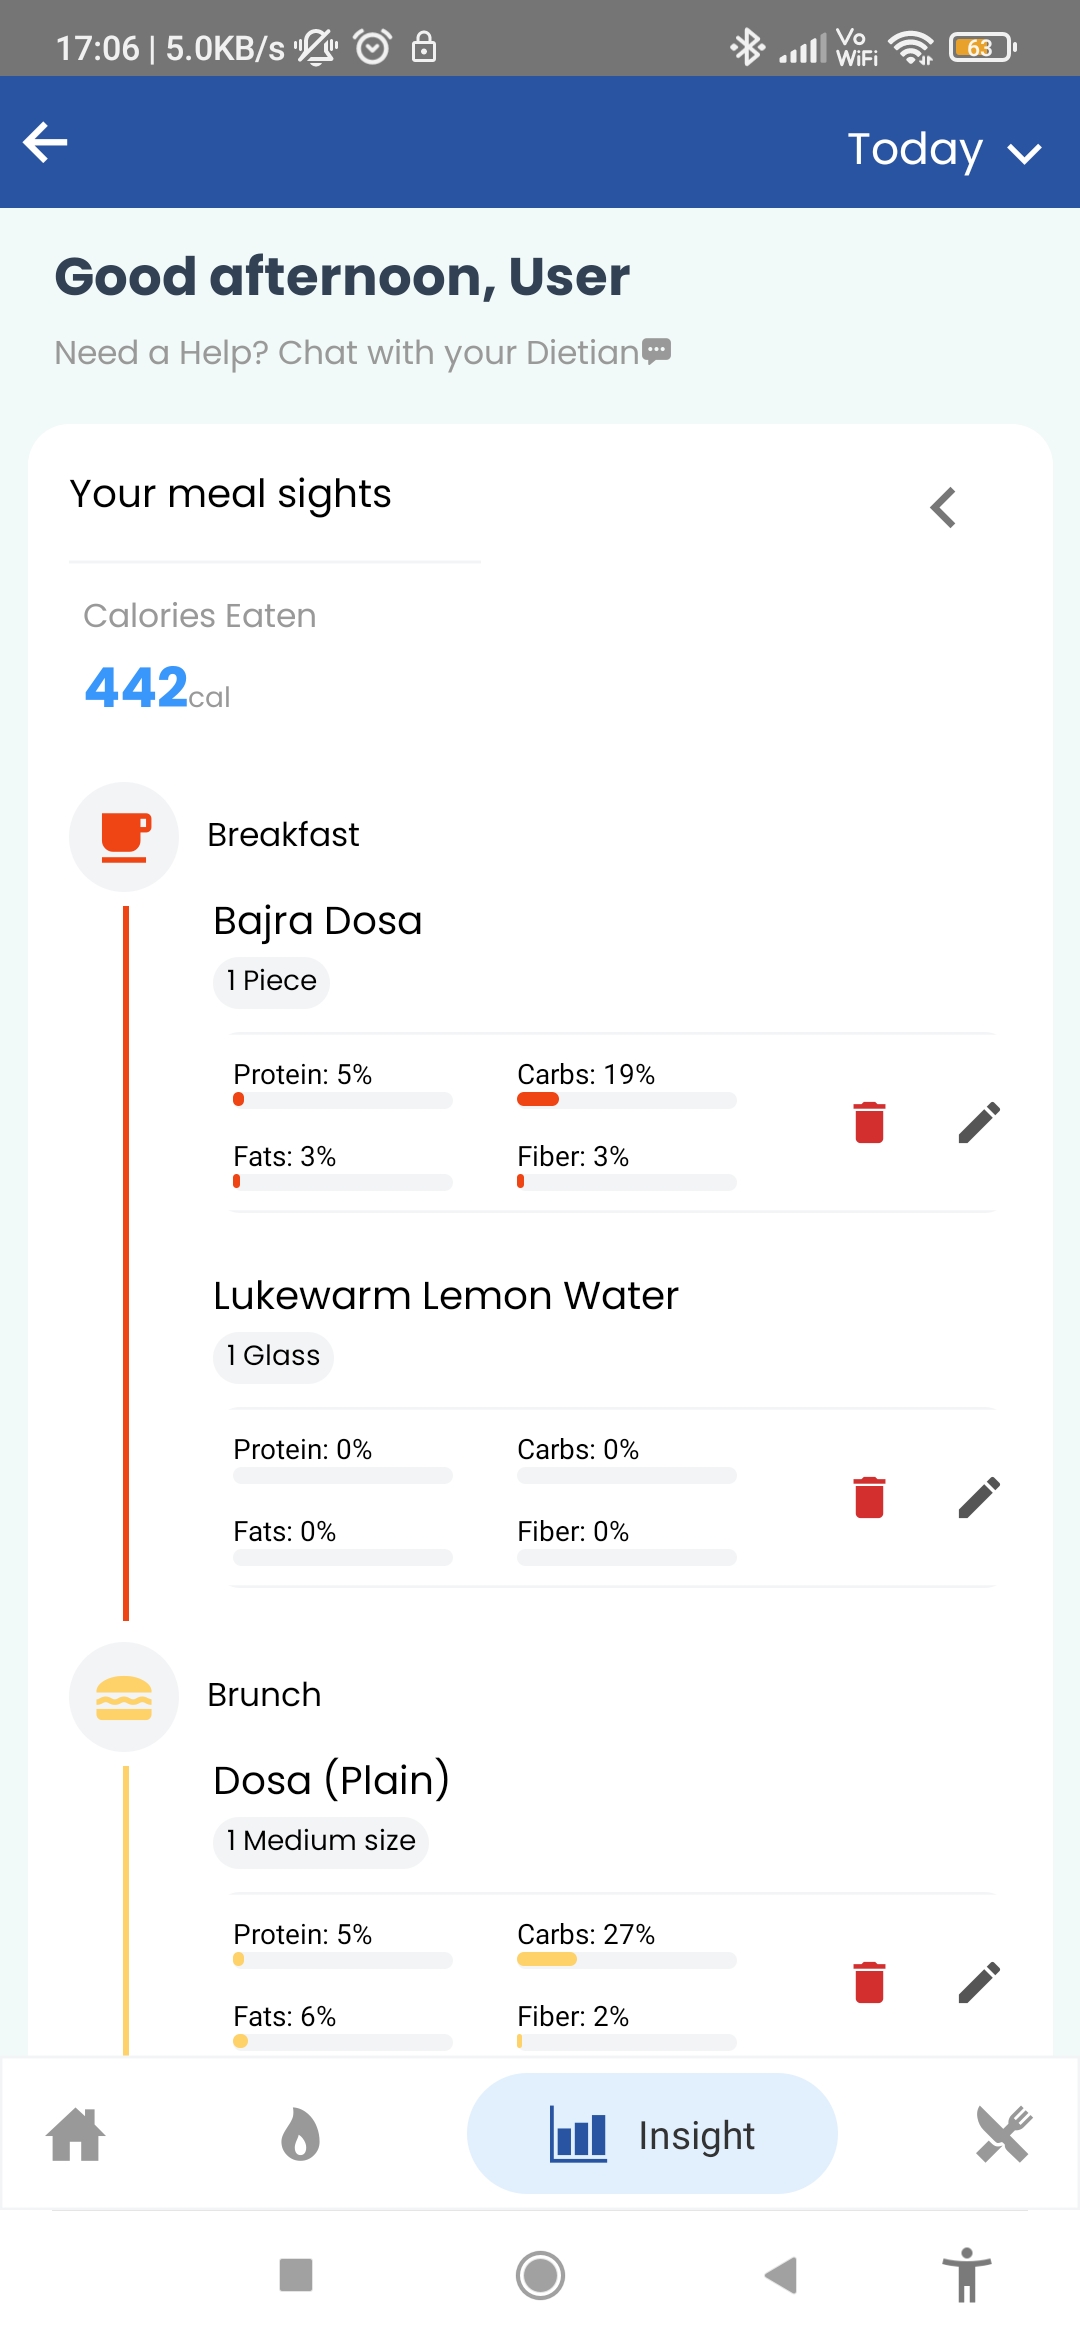 17:06 | 5.0KB/s Vo WiFi 63
Today
Good afternoon, User
Need a Help? Chat with your Dietian
Your meal sights
Calories Eaten
442cal
Breakfast
Bajra Dosa
1 Piece
Protein: 5% Carbs: 19%
Fats: 3% Fiber: 3%
Lukewarm Lemon Water
1 Glass
Protein: 0% Carbs: 0%
Fats: 0% Fiber: 0%
Brunch
Dosa (Plain)
1 Medium size
Protein: 5% Carbs: 27%
Fats: 6% Fiber: 2%
Insight